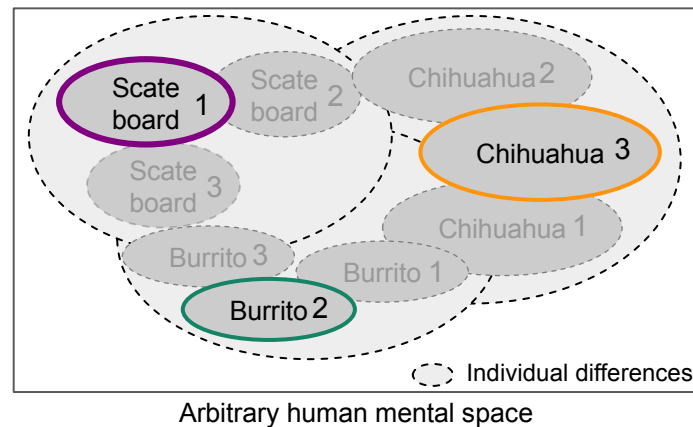 Scate
board 1
Scate
board 2
Chihuahua 2
Chihuahua 3
Scate
board 3
Chihuahua 1
Burrito 3
Burrito 1
Burrito 2
Individual differences
Arbitrary human mental space